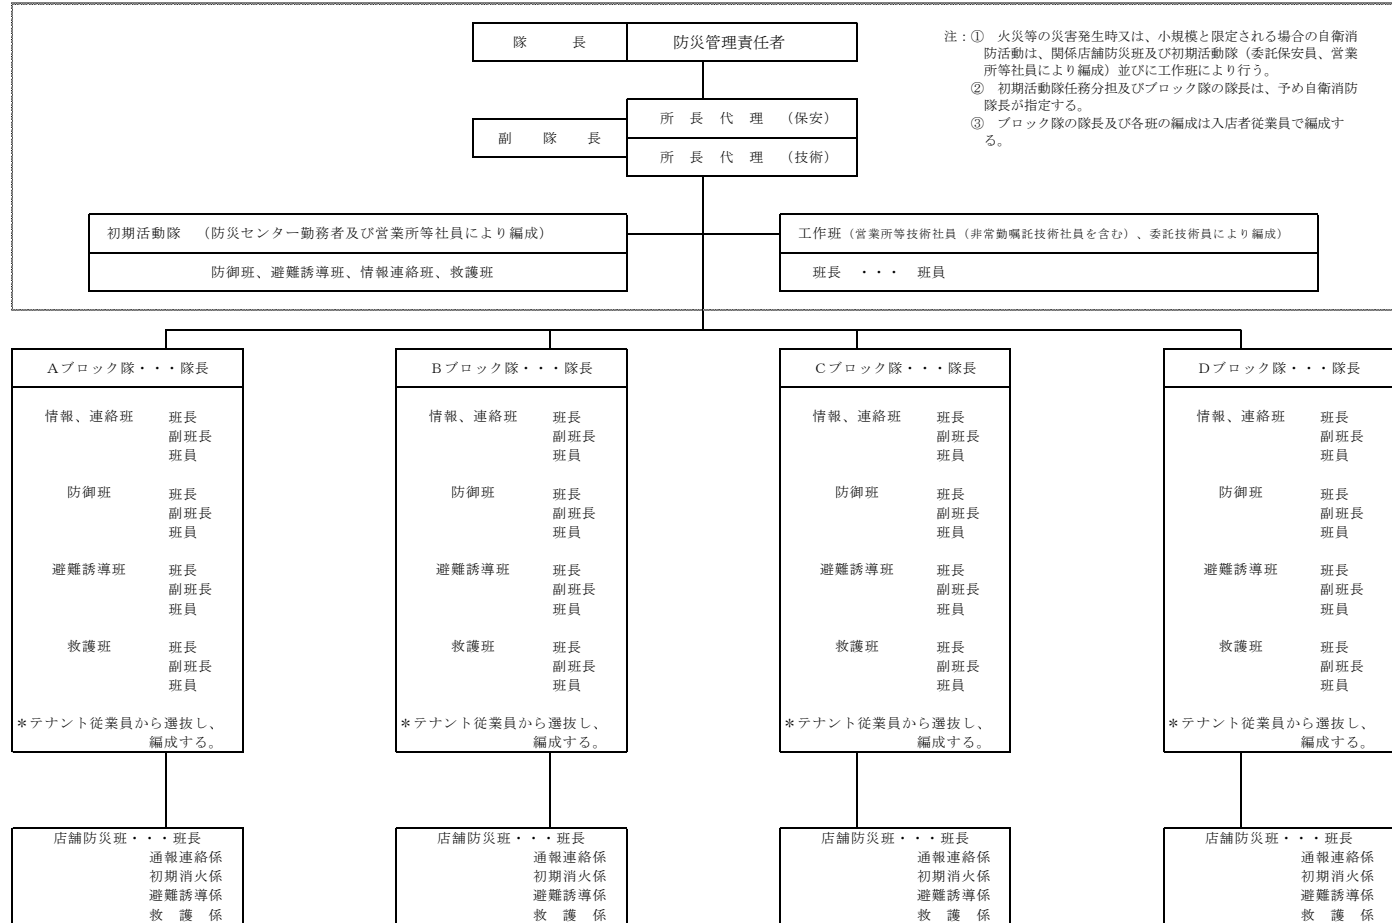 隊　　長　防災管理責任者
注：①　火災等の災害発生時又は、小規模と限定される場合の自衛消
防活動は、関係店舗防災班及び初期活動隊（委託保安員、営業
所等社員により編成）並びに工作班により行う。
②　初期活動隊任務分担及びブロック隊の隊長は、予め自衛消防
隊長が指定する。
③　ブロック隊の隊長及び各班の編成は入店者従業員で編成す
る。
副　隊　長
所　長　代　理　（保安）
所　長　代　理　（技術）
初期活動隊　（防災センター勤務者及び営業所等社員により編成）
防御班、避難誘導班、情報連絡班、救護班
工作班（営業所等技術社員（非常勤嘱託技術社員を含む）、委託技術員により編成）
班長　・・・　班員
Aブロック隊・・・隊長
情報、連絡班　班長
副班長
班員
防御班　班長
副班長
班員
避難誘導班　班長
副班長
班員
救護班　班長
副班長
班員
＊テナント従業員から選抜し、
編成する。
Bブロック隊・・・隊長
情報、連絡班　班長
副班長
班員
防御班　班長
副班長
班員
避難誘導班　班長
副班長
班員
救護班　班長
副班長
班員
＊テナント従業員から選抜し、
編成する。
Cブロック隊・・・隊長
情報、連絡班　班長
副班長
班員
防御班　班長
副班長
班員
避難誘導班　班長
副班長
班員
救護班　班長
副班長
班員
＊テナント従業員から選抜し、
編成する。
Dブロック隊・・・隊長
情報、連絡班　班長
副班長
班員
防御班　班長
副班長
班員
避難誘導班　班長
副班長
班員
救護班　班長
副班長
班員
＊テナント従業員から選抜し、
編成する。
店舗防災班・・・班長
通報連絡係
初期消火係
避難誘導係
救　護　係
店舗防災班・・・班長
通報連絡係
初期消火係
避難誘導係
救　護　係
店舗防災班・・・班長
通報連絡係
初期消火係
避難誘導係
救　護　係
店舗防災班・・・班長
通報連絡係
初期消火係
避難誘導係
救　護　係